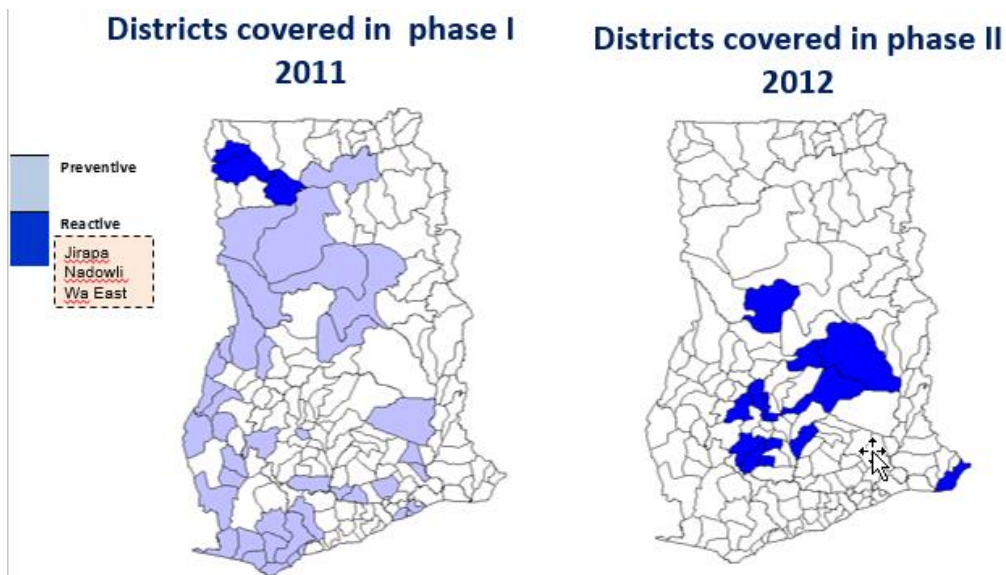 Districts covered in phase I
2011
Districts covered in phase II
2012
Preventive
Reactive
Jirapa
Nadowli
Wa East